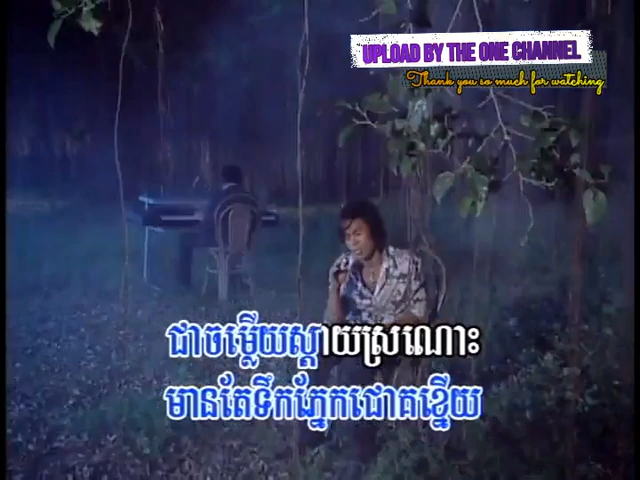 UPLOAD BY THE ONE CHANNEL
Thank you so much for watching
ជាចម្លើយស្ដាយស្រណោះ
មានតែទឹកភ្នែកជោគខ្នើយ